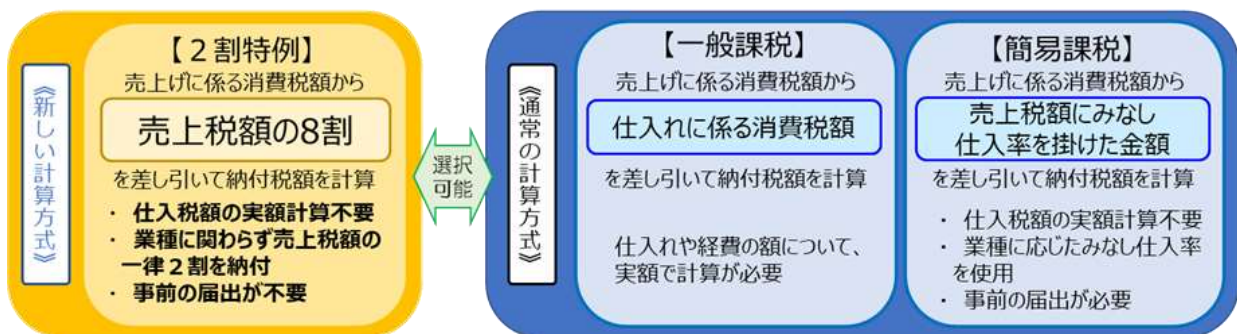 《新しい計算方式》
【２割特例】
売上げに係る消費税額から
売上税額の8割
を差し引いて納付税額を計算
・ 仕入税額の実額計算不要
・ 業種に関わらず売上税額の
一律２割を納付
・ 事前の届出が不要
選択
可能
《通常の計算方式》
【一般課税】
売上げに係る消費税額から
仕入れに係る消費税額
を差し引いて納付税額を計算
仕入れや経費の額について、
実額で計算が必要
【簡易課税】
売上げに係る消費税額から
売上税額にみなし
仕入率を掛けた金額
を差し引いて納付税額を計算
・ 仕入税額の実額計算不要
・ 業種に応じたみなし仕入率
を使用
・ 事前の届出が必要